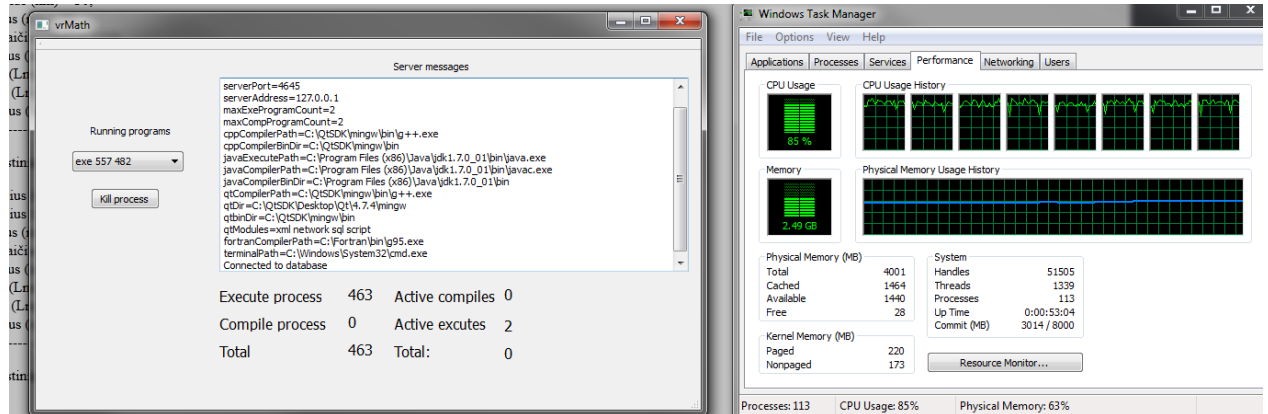 vrMath
Server messages
serverPort=4645
serverAddress=127.0.0.1
maxExeProgramCount=2
maxCompProgramCount=2
cppCompilerPath=C:\QtSDK\mingw\bin\g++.exe
cppCompilerBinDir=C:\QtSDK\mingw\bin
javaExecutePath=C:\Program Files (x86)\Java\jdk1.7.0_01\bin\java.exe
javaCompilerPath=C:\Program Files (x86)\Java\jdk1.7.0_01\bin\javac.exe
javaCompilerBinDir=C:\Program Files (x86)\Java\jdk1.7.0_01\bin
qtCompilerPath=C:\QtSDK\mingw\bin\g++.exe
qtDir=C:\QtSDK\Desktop\Qt\4.7.4\mingw
qtbinDir=C:\QtSDK\mingw\bin
qtModules=xml network sql script
fortranCompilerPath=C:\Fortran\bin\g95.exe
terminalPath=C:\Windows\System32\cmd.exe
Connected to database
Running programs
exe 557 482
Kill process
Execute process 463 Active compiles 0
Compile process 0 Active excutes 2
Total 463 Total: 0
Windows Task Manager
File Options View Help
Applications Processes Services Performance Networking Users
CPU Usage CPU Usage History
85 %
Memory Physical Memory Usage History
2.49 GB
Physical Memory (MB)
Total 4001
Cached 1464
Available 1440
Free 28
System
Handles 51505
Threads 1339
Processes 113
Up Time 0:00:53:04
Commit (MB) 3014 / 8000
Kernel Memory (MB)
Paged 220
Nonpaged 173
Resource Monitor...
Processes: 113 CPU Usage: 85% Physical Memory: 63%